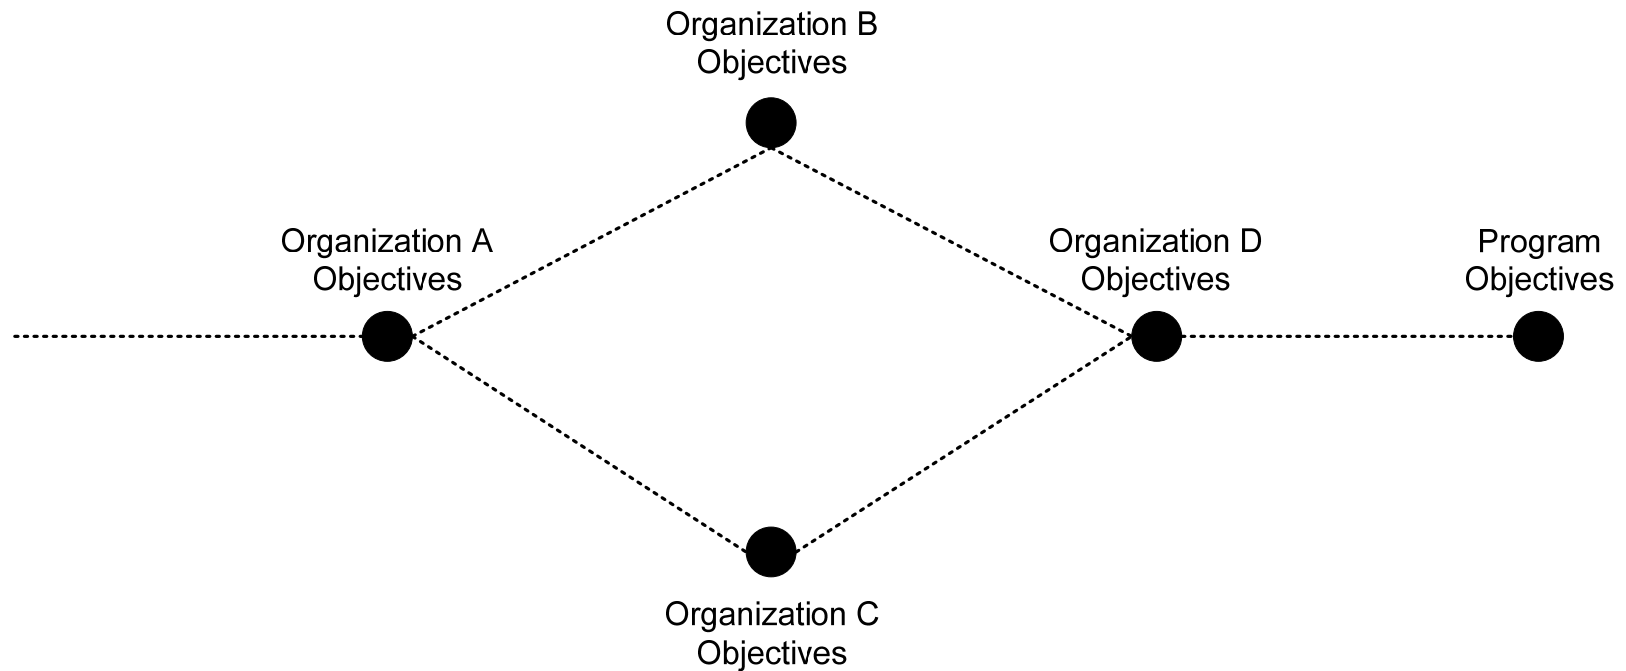 Organization B
Objectives
Organization A
Objectives
Organization D
Objectives
Program
Objectives
Organization C
Objectives